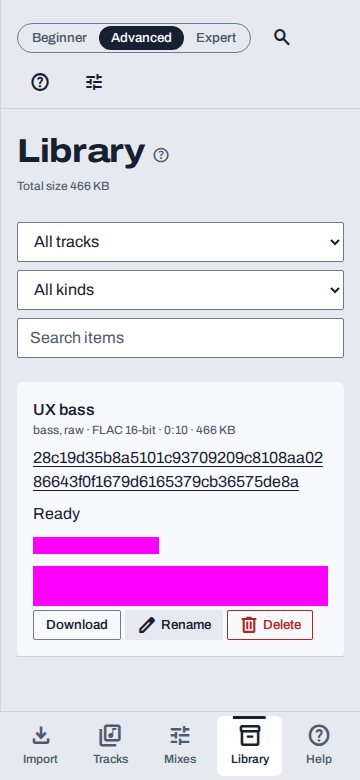 Beginner Advanced Expert
Library
Total size 466 KB
All tracks
All kinds
Search items
UX bass
bass, raw · FLAC 16-bit · 0:10 · 466 KB
28c19d35b8a5101c93709209c8108aa02
86643f0f1679d6165379cb36575de8a
Ready
Download Rename Delete
Import Tracks Mixes Library Help